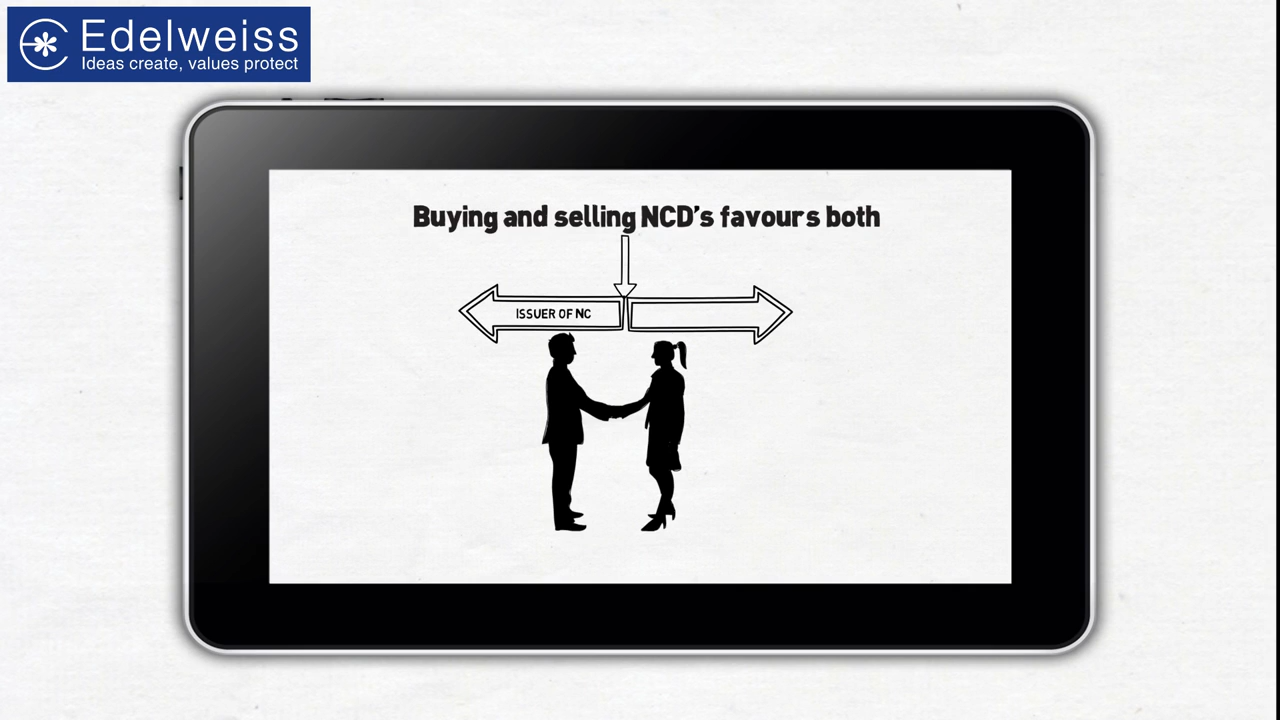 Edelweiss
Ideas create, values protect
Buying and selling NCD's favours both
ISSUER OF NC